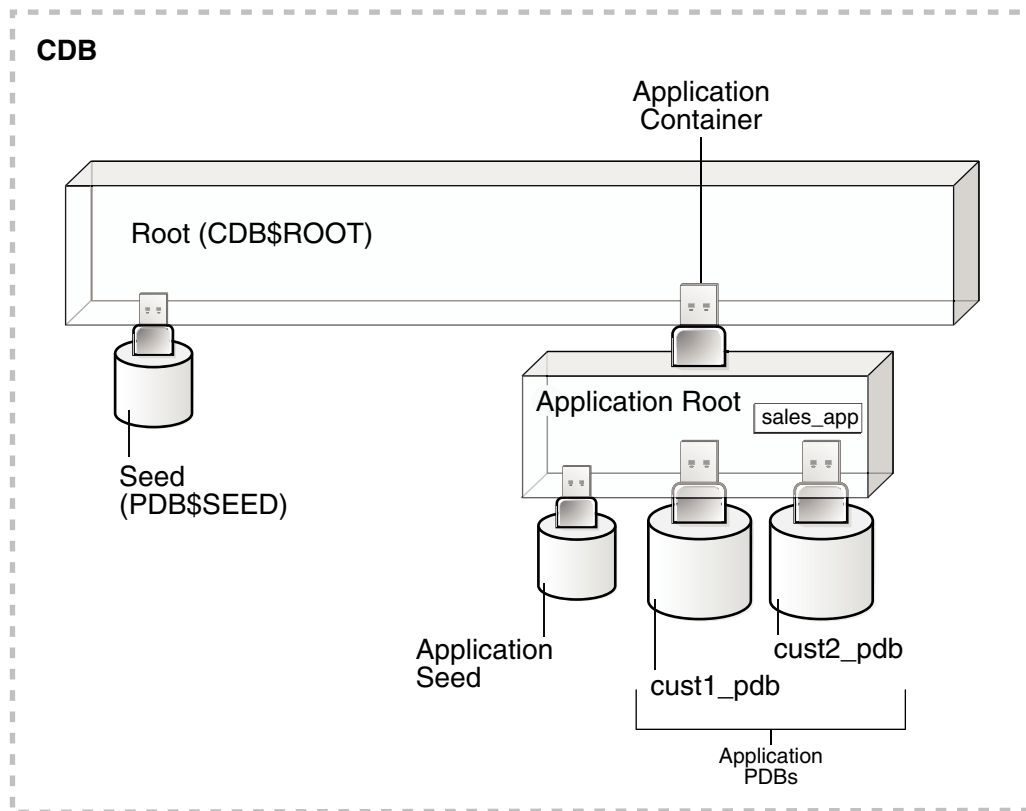 CDB
Application
Container
Root (CDB$ROOT)
Application Root
sales_app
Seed
(PDB$SEED)
Application
Seed
cust1_pdb
cust2_pdb
Application
PDBs